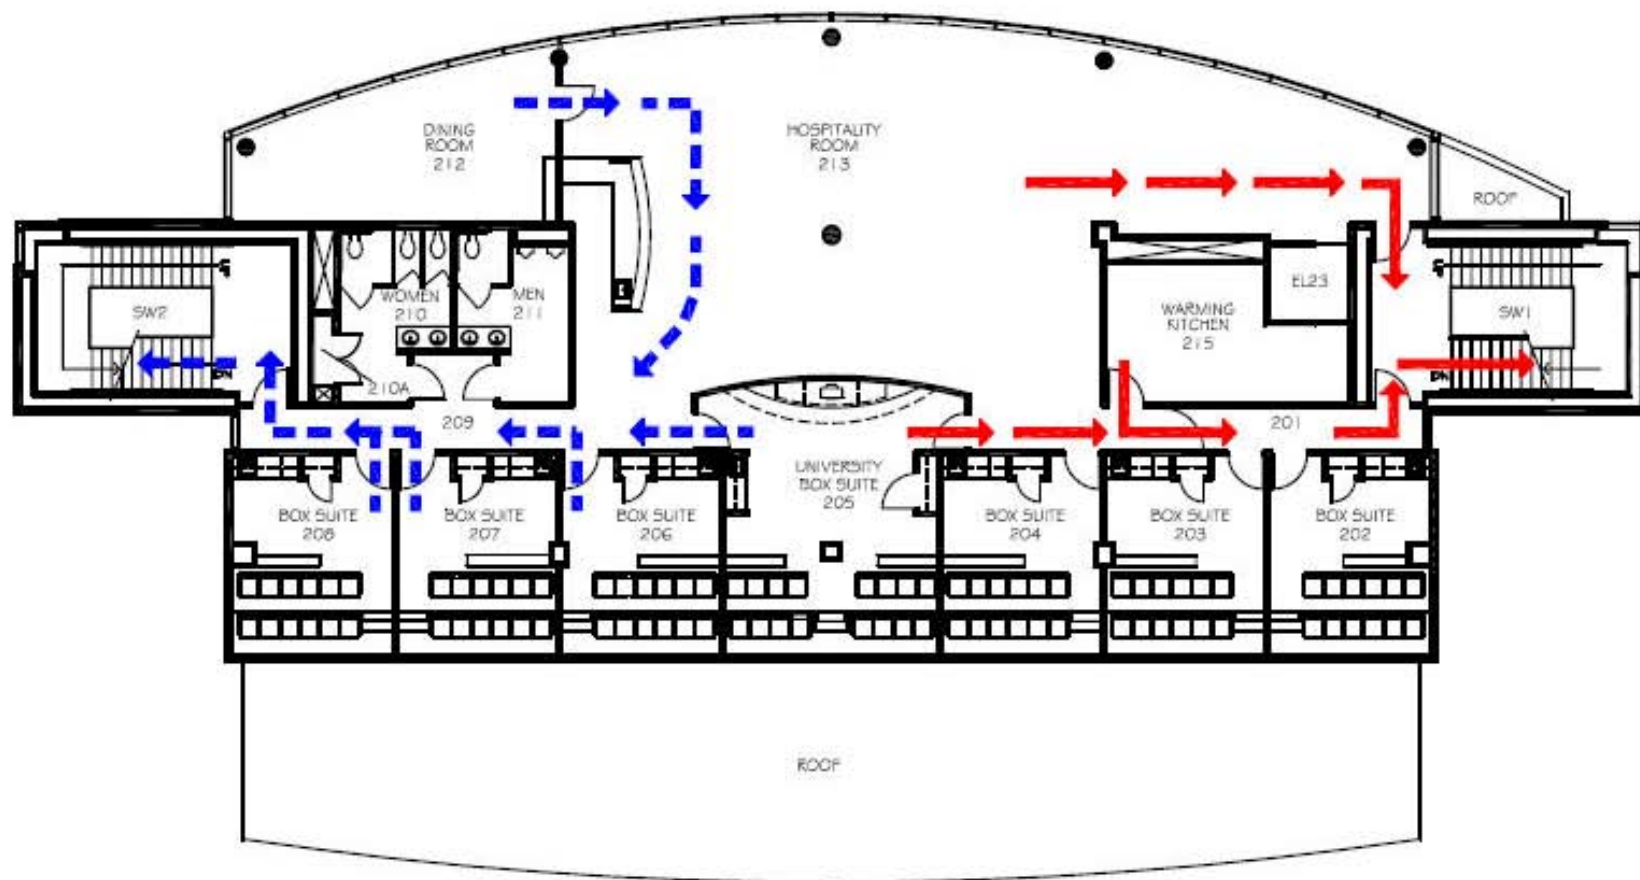 DINING
ROOM
212
HOSPITALITY
ROOM
213
ROOF
UP
SW2
WOMEN
210
MEN
211
210A
209
WARMING
KITCHEN
215
EL23
UP
SW1
DN
201
UNIVERSITY
BOX SUITE
205
BOX SUITE
208
BOX SUITE
207
BOX SUITE
206
BOX SUITE
204
BOX SUITE
203
BOX SUITE
202
ROOF